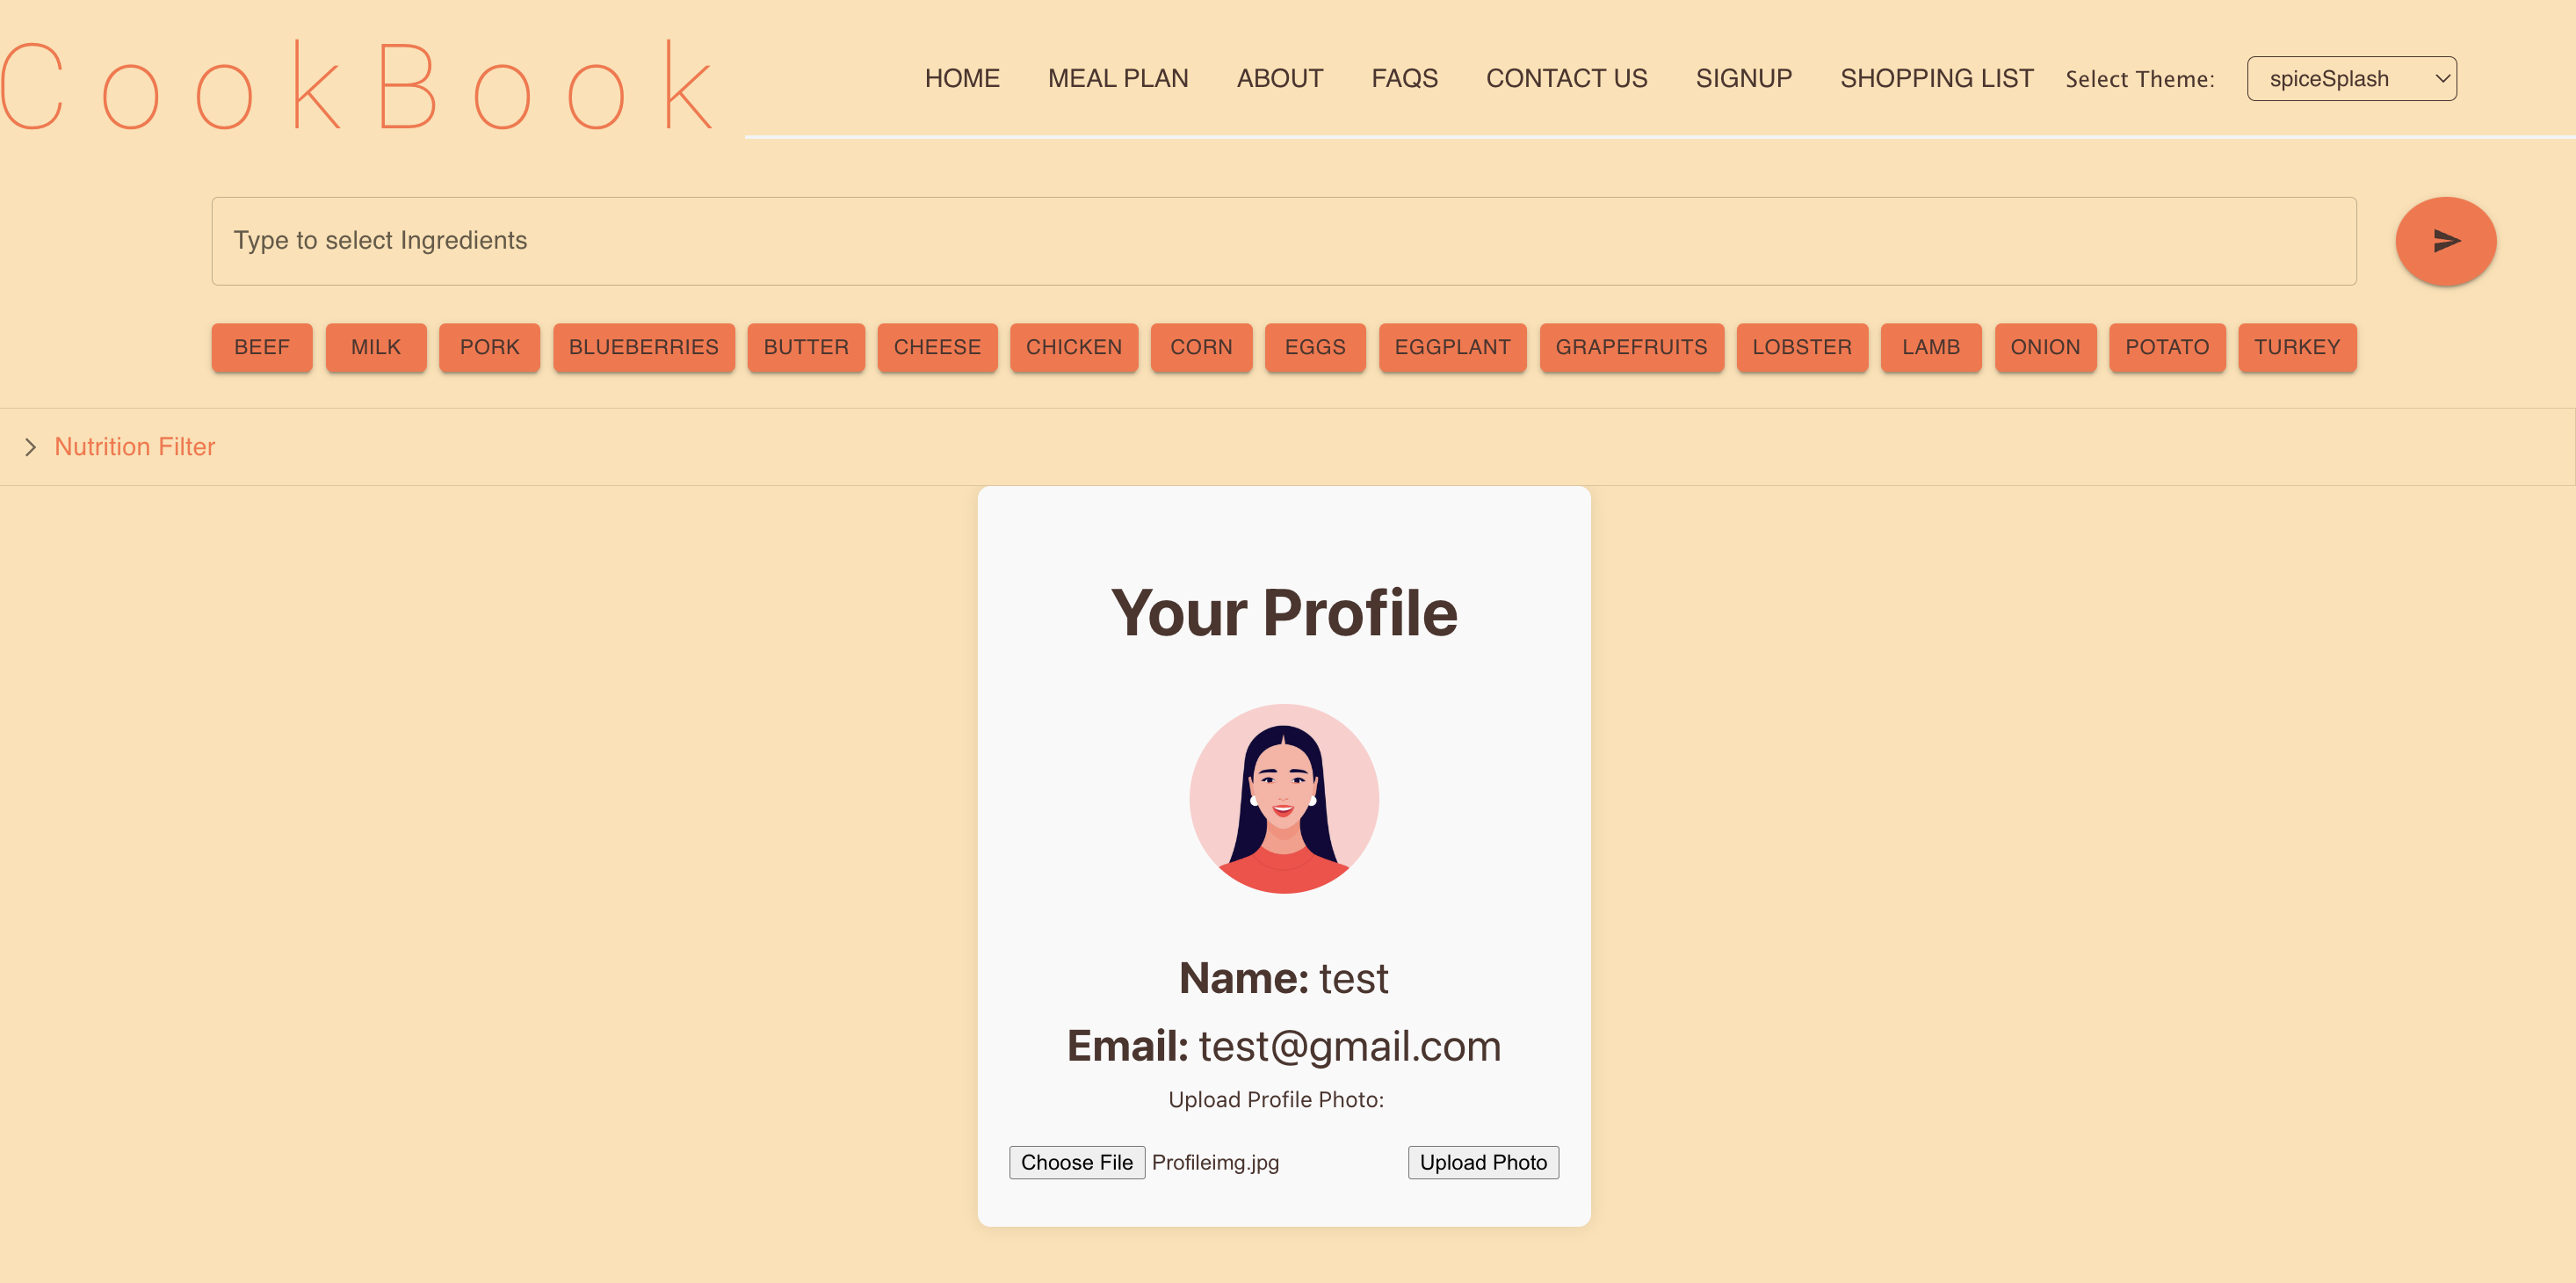 CookBook
HOME MEAL PLAN ABOUT FAQS CONTACT US SIGNUP SHOPPING LIST Select Theme: spiceSplash
Type to select Ingredients
BEEF MILK PORK BLUEBERRIES BUTTER CHEESE CHICKEN CORN EGGS EGGPLANT GRAPEFRUITS LOBSTER LAMB ONION POTATO TURKEY
Nutrition Filter
Your Profile
Name: test
Email: test@gmail.com
Upload Profile Photo:
Choose File Profileimg.jpg Upload Photo